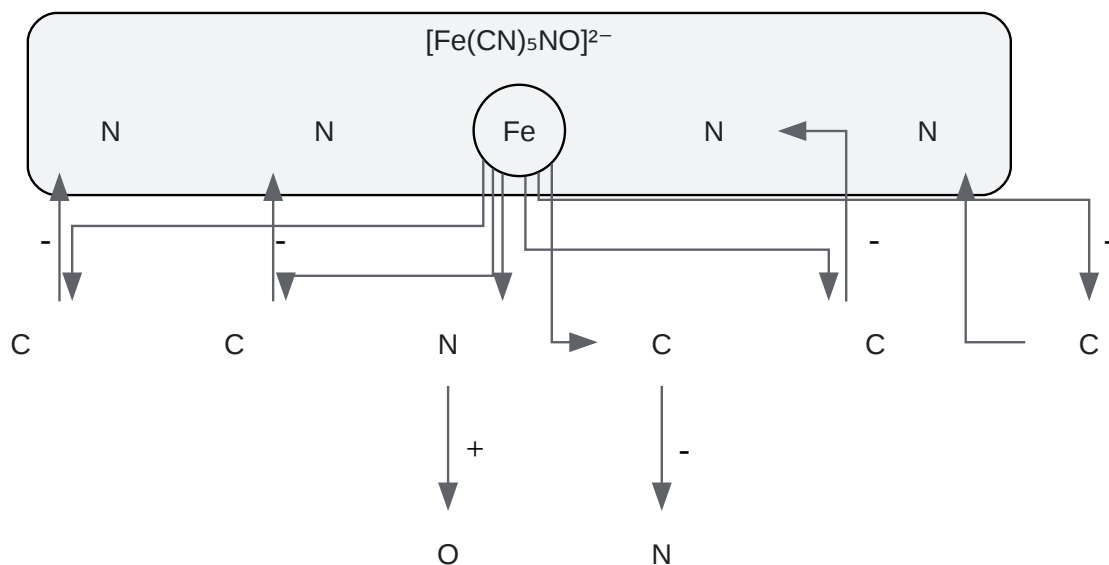 [Fe(CN)₅NO]²⁻
N N Fe N N
- - - -
C C N C C C
+ -
O N